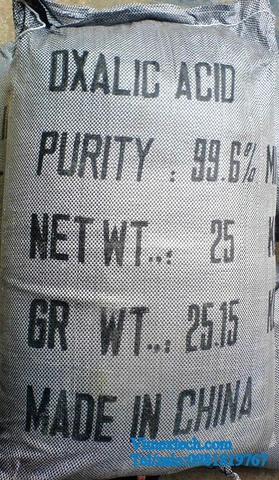 OXALIC ACID
PURITY : 99.6%
NET WT..: 25
GR WT..: 25.15
MADE IN CHINA